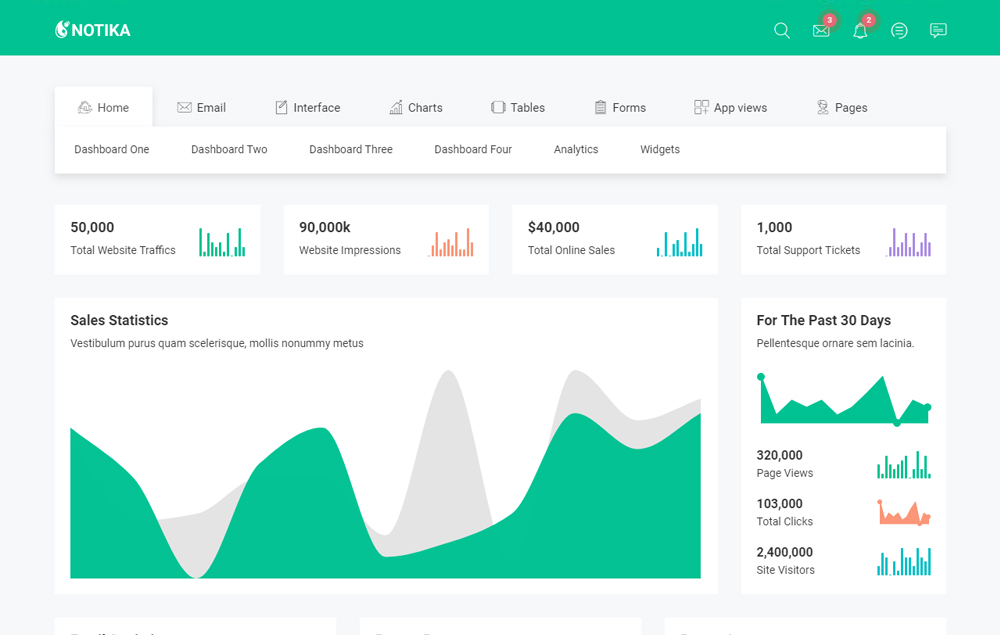 NOTIKA
3
2
Home
Email
Interface
Charts
Tables
Forms
App views
Pages
Dashboard One
Dashboard Two
Dashboard Three
Dashboard Four
Analytics
Widgets
50,000
Total Website Traffics
90,000k
Website Impressions
$40,000
Total Online Sales
1,000
Total Support Tickets
Sales Statistics
Vestibulum purus quam scelerisque, mollis nonummy metus
For The Past 30 Days
Pellentesque ornare sem lacinia.
320,000
Page Views
103,000
Total Clicks
2,400,000
Site Visitors